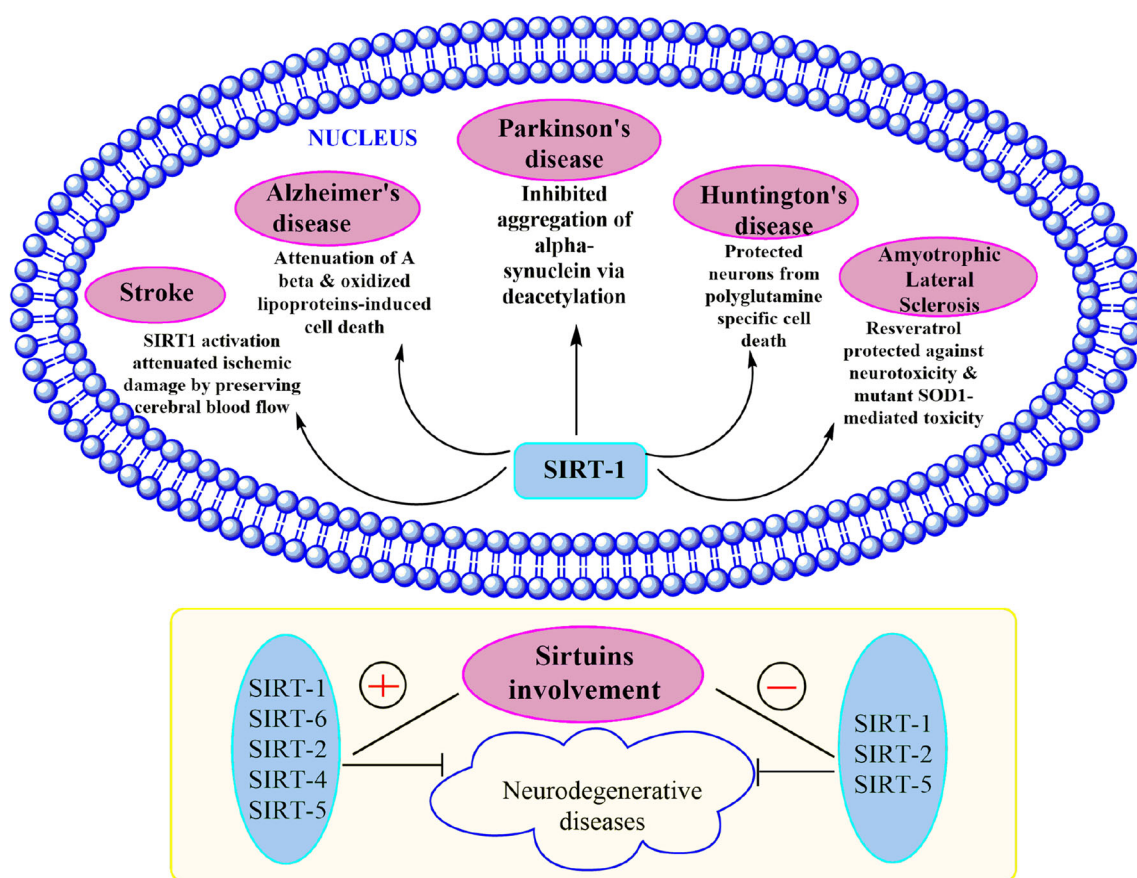 NUCLEUS
Parkinson's
disease
Inhibited
aggregation of
alpha-
synuclein via
deacetylation
Alzheimer's
disease
Attenuation of A
beta & oxidized
lipoproteins-induced
cell death
Huntington's
disease
Protected
neurons from
polyglutamine
specific cell
death
Stroke
SIRT1 activation
attenuated ischemic
damage by preserving
cerebral blood flow
Amyotrophic
Lateral
Sclerosis
Resveratrol
protected against
neurotoxicity &
mutant SOD1-
mediated toxicity
SIRT-1
SIRT-1
SIRT-6
SIRT-2
SIRT-4
SIRT-5
+
Sirtuins
involvement
−
Neurodegenerative
diseases
SIRT-1
SIRT-2
SIRT-5